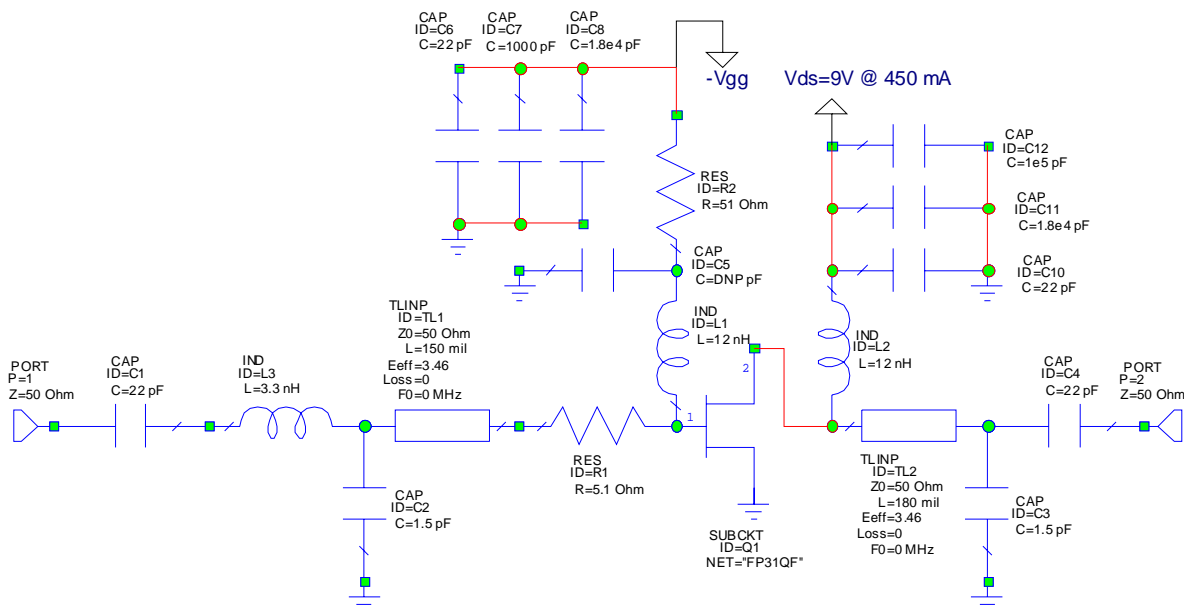 CAP
ID=C6
C=22 pF
CAP
ID=C7
C=1000 pF
CAP
ID=C8
C=1.8e4 pF
-Vgg
Vds=9V @ 450 mA
CAP
ID=C12
C=1e5 pF
RES
ID=R2
R=51 Ohm
CAP
ID=C11
C=1.8e4 pF
CAP
ID=C5
C=DNP pF
CAP
ID=C10
C=22 pF
TLINP
ID=TL1
Z0=50 Ohm
L=150 mil
Eeff=3.46
Loss=0
F0=0 MHz
IND
ID=L1
L=12 nH
IND
ID=L2
L=12 nH
PORT
P=1
Z=50 Ohm
CAP
ID=C1
C=22 pF
IND
ID=L3
L=3.3 nH
2
1
CAP
ID=C4
C=22 pF
PORT
P=2
Z=50 Ohm
RES
ID=R1
R=5.1 Ohm
TLINP
ID=TL2
Z0=50 Ohm
L=180 mil
Eeff=3.46
Loss=0
F0=0 MHz
CAP
ID=C2
C=1.5 pF
CAP
ID=C3
C=1.5 pF
SUBCKT
ID=Q1
NET="FP31QF"